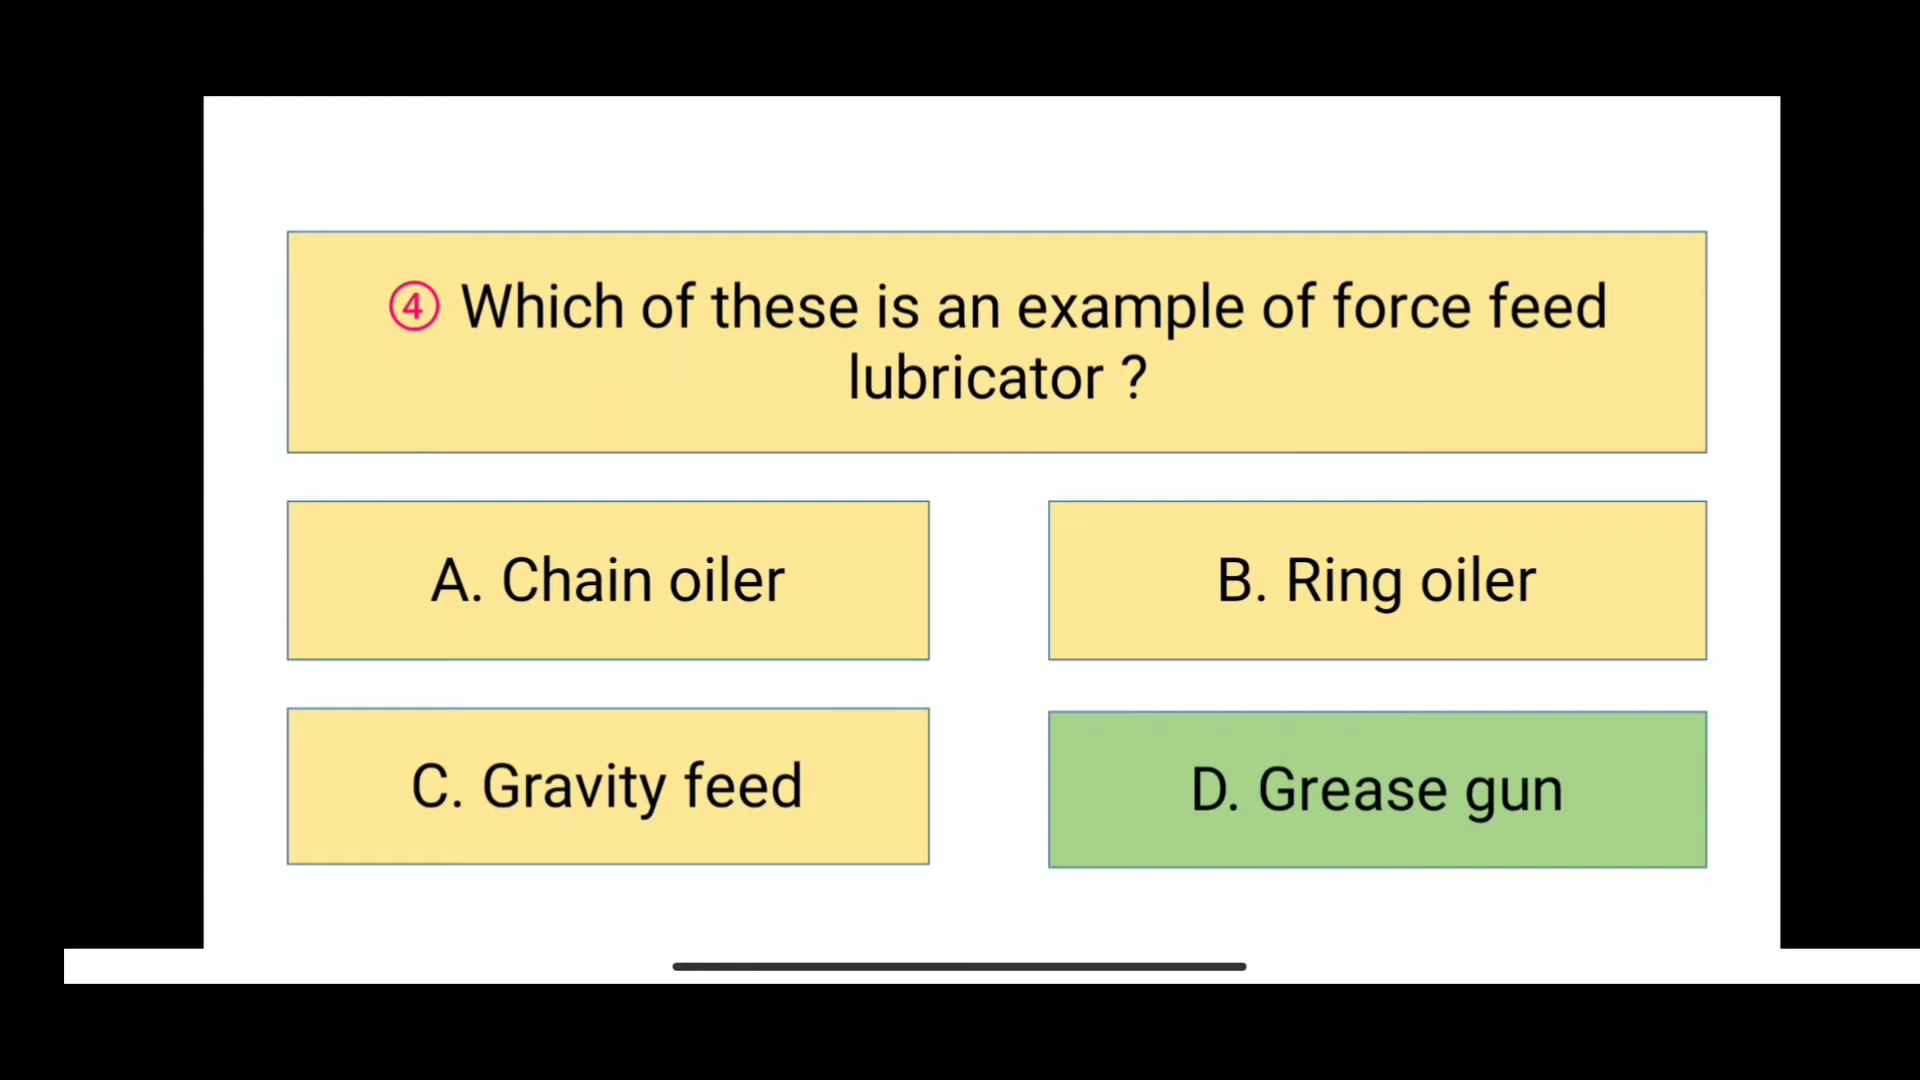 ④ Which of these is an example of force feed
lubricator ?
A. Chain oiler
B. Ring oiler
C. Gravity feed
D. Grease gun